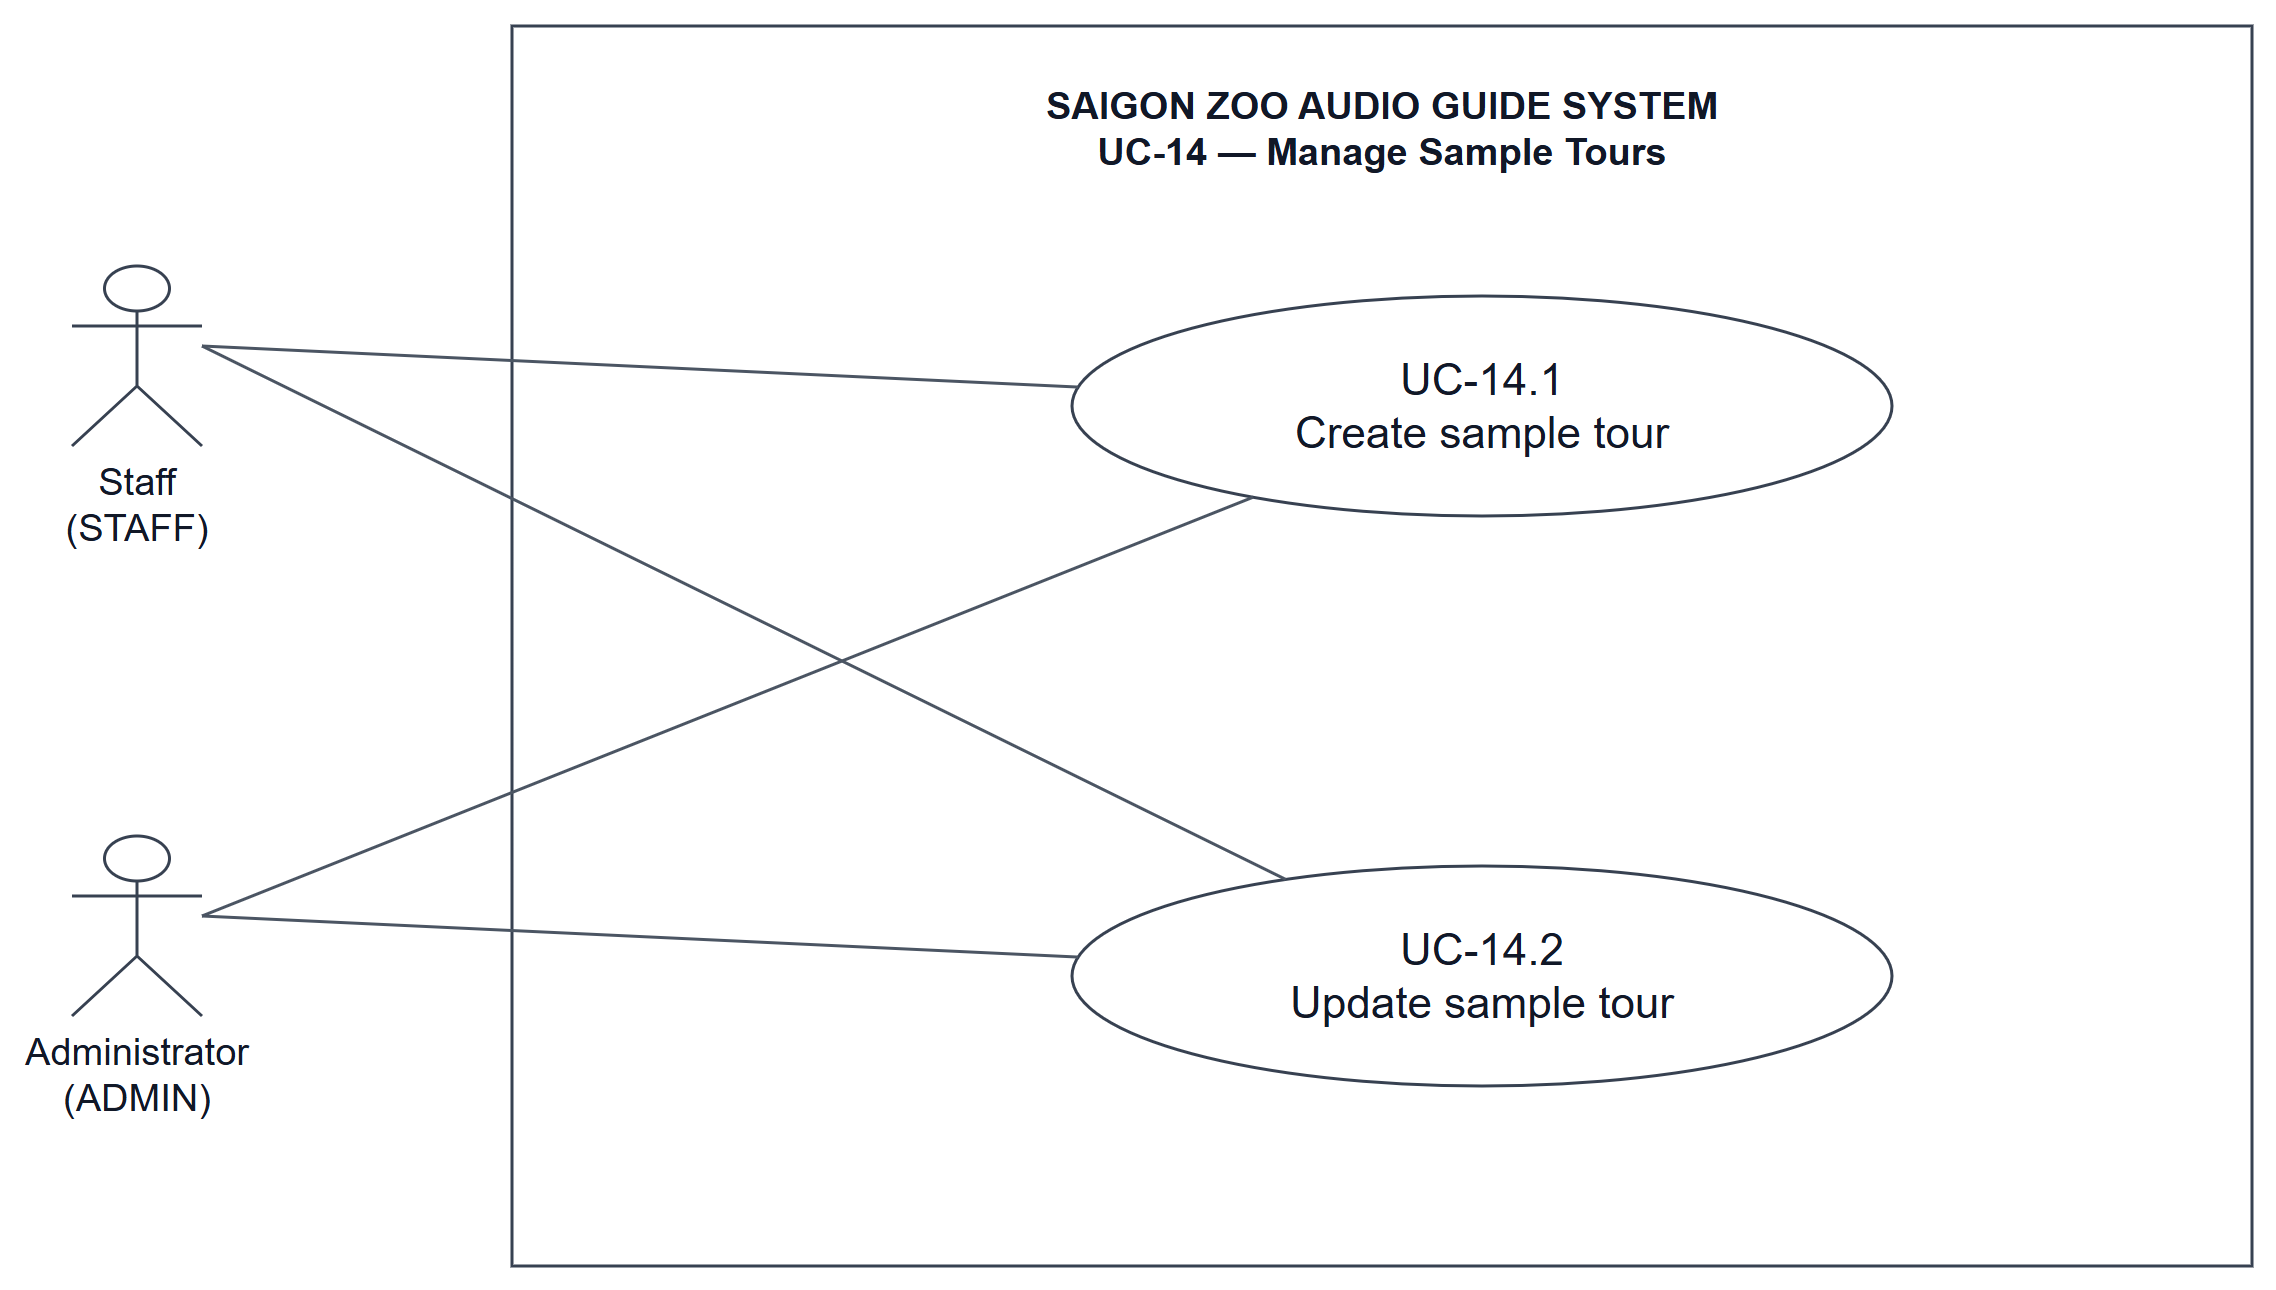 SAIGON ZOO AUDIO GUIDE SYSTEM
UC-14 — Manage Sample Tours
Staff
(STAFF)
UC-14.1
Create sample tour
Administrator
(ADMIN)
UC-14.2
Update sample tour